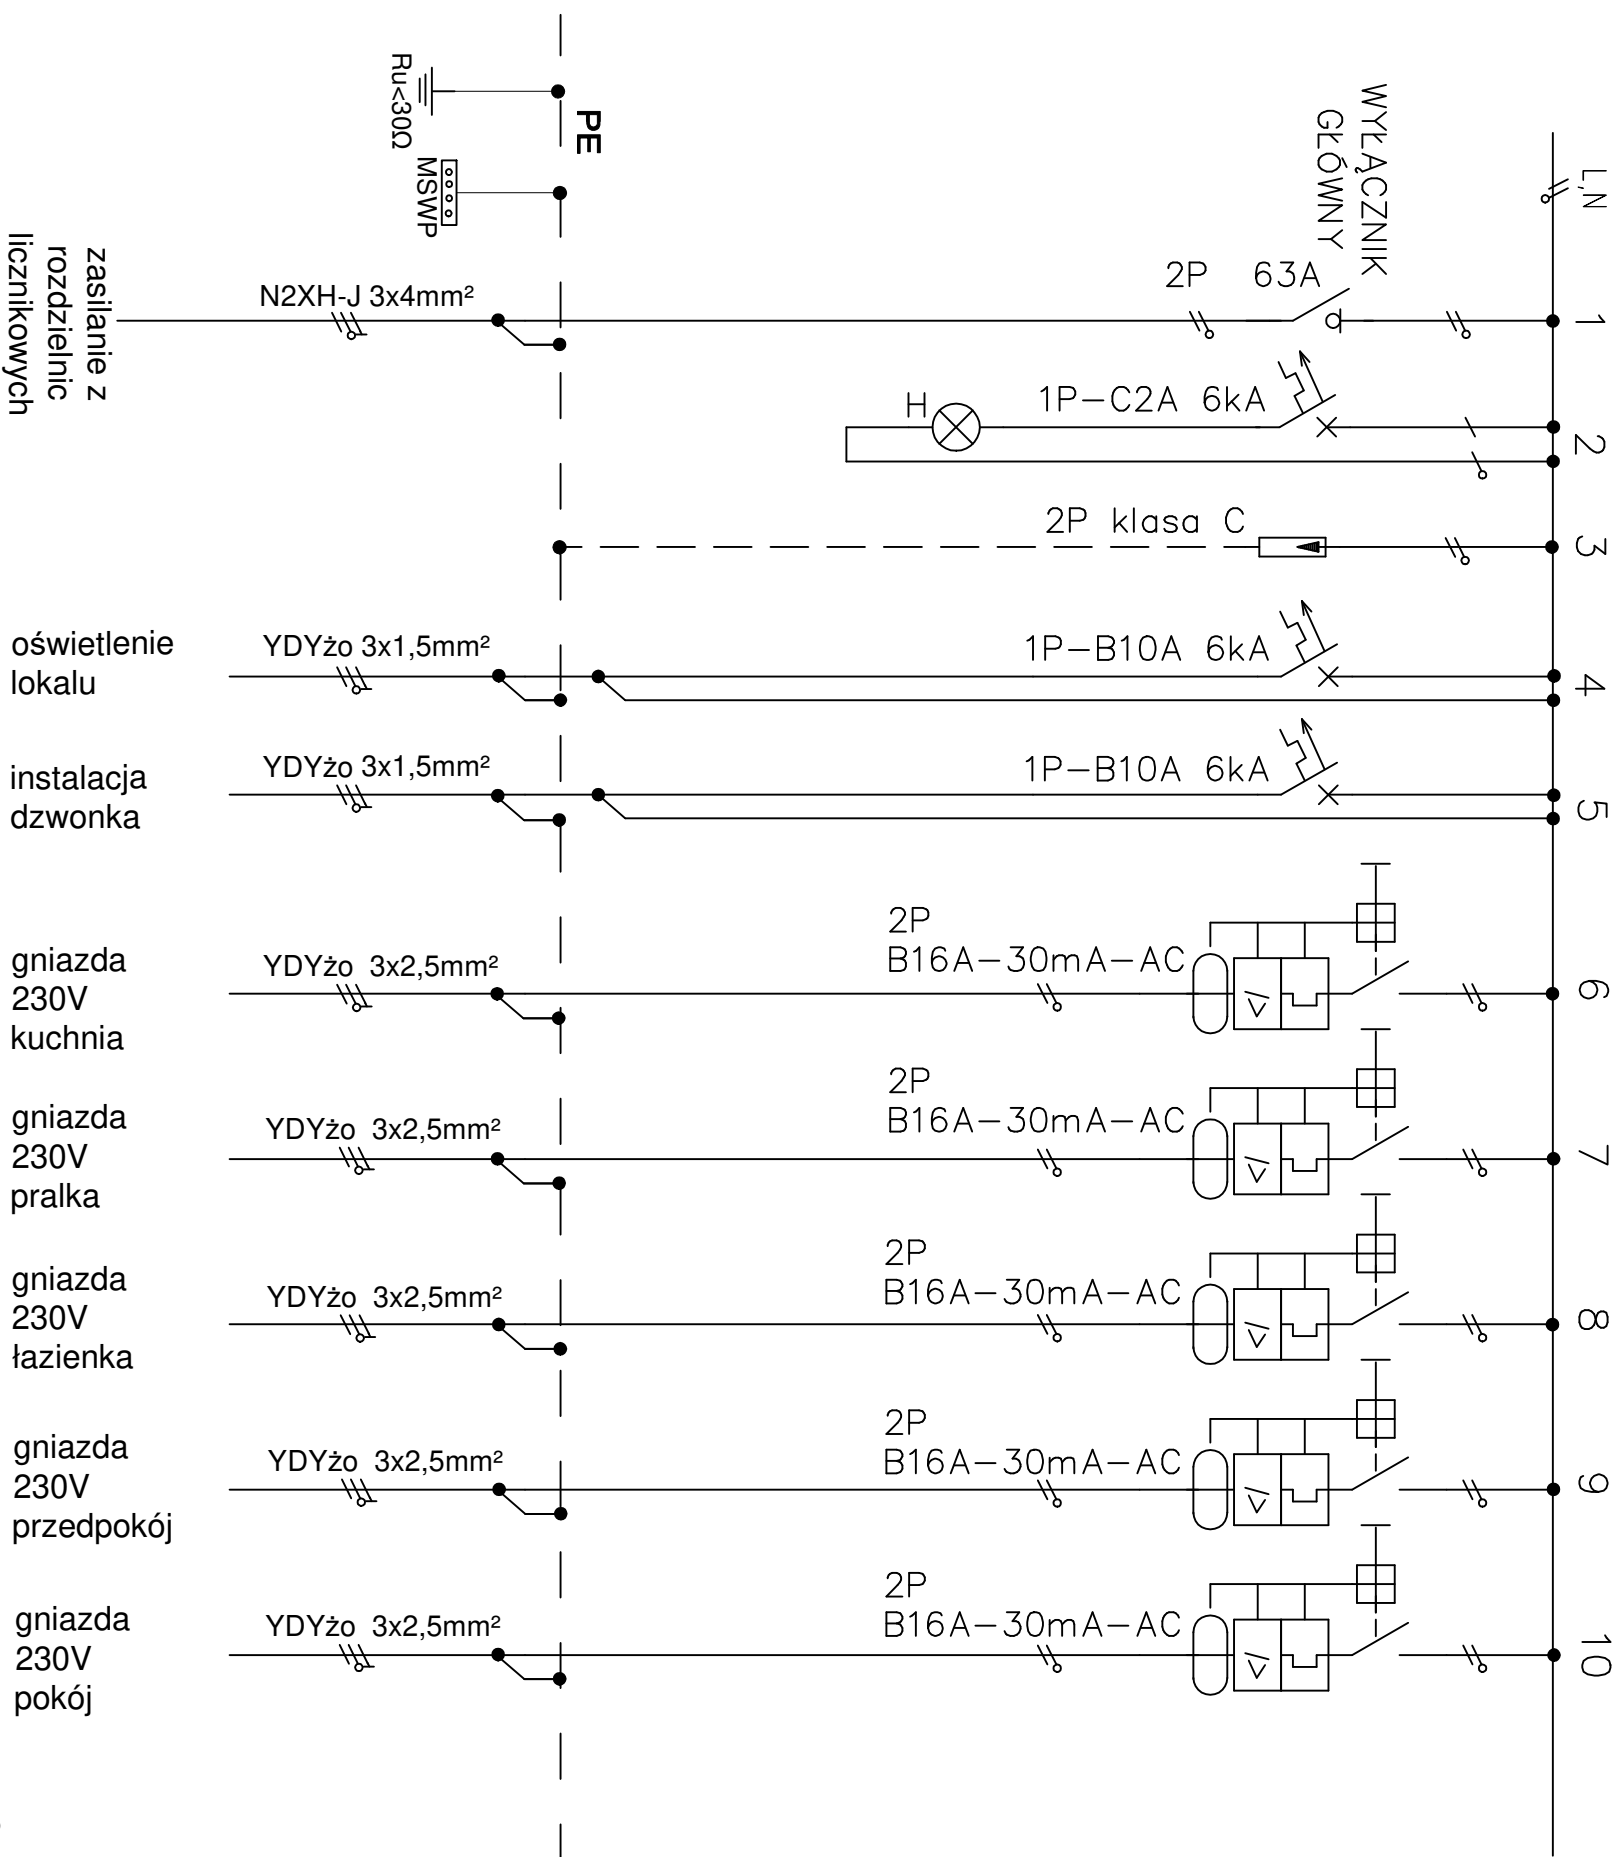 L,N
WYŁĄCZNIK
GŁÓWNY
PE
Ru<30Ω
MSWP
1
2P 63A
N2XH-J 3x4mm²
zasilanie z
rozdzielnic
licznikowych
2
1P-C2A 6kA
H
3
2P klasa C
4
1P-B10A 6kA
YDYżo 3x1,5mm²
oświetlenie
lokalu
5
1P-B10A 6kA
YDYżo 3x1,5mm²
instalacja
dzwonka
6
2P
B16A-30mA-AC
YDYżo 3x2,5mm²
gniazda
230V
kuchnia
7
2P
B16A-30mA-AC
YDYżo 3x2,5mm²
gniazda
230V
pralka
8
2P
B16A-30mA-AC
YDYżo 3x2,5mm²
gniazda
230V
łazienka
9
2P
B16A-30mA-AC
YDYżo 3x2,5mm²
gniazda
230V
przedpokój
10
2P
B16A-30mA-AC
YDYżo 3x2,5mm²
gniazda
230V
pokój